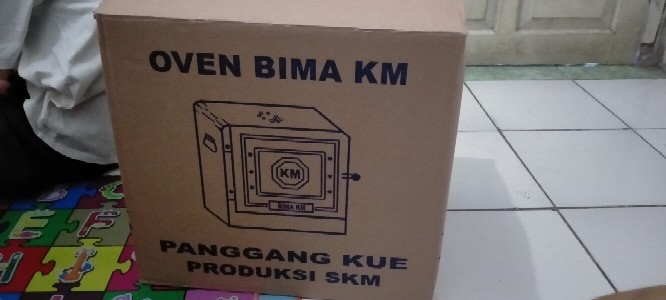 OVEN BIMA KM
KM
BIMA KM
PANGGANG KUE
PRODUKSI SKM